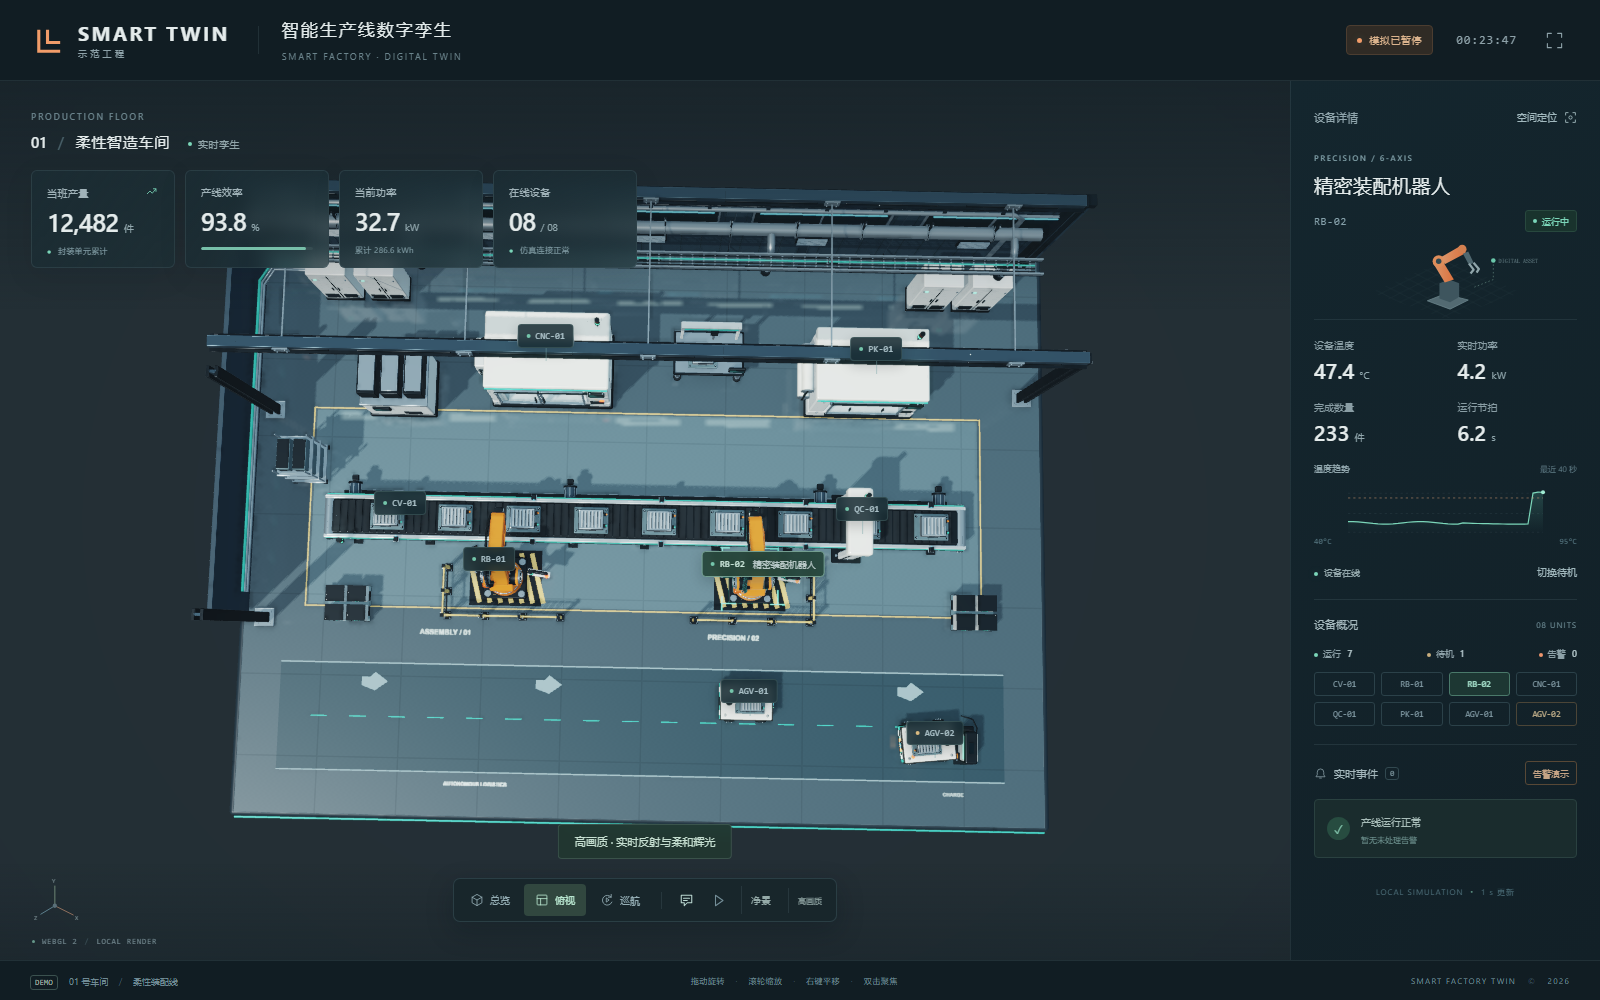 SMART TWIN
示范工程
智能生产线数字孪生
SMART FACTORY · DIGITAL TWIN
模拟已暂停
00:23:47
PRODUCTION FLOOR
01 / 柔性智造车间
实时孪生
当班产量
12,482 件
封装单元累计
产线效率
93.8 %
当前功率
32.7 kW
累计 286.6 kWh
在线设备
08 / 08
仿真连接正常
CNC-01
PK-01
CV-01
QC-01
RB-01
RB-02 精密装配机器人
ASSEMBLY / 01
PRECISION / 02
AGV-01
AGV-02
CHARGE
高画质 · 实时反射与柔和辉光
总览
俯视
巡航
净景
高画质
Y
Z
X
WEBGL 2 / LOCAL RENDER
设备详情
空间定位
PRECISION / 6-AXIS
精密装配机器人
RB-02
运行中
DIGITAL ASSET
设备温度
47.4 °C
实时功率
4.2 kW
完成数量
233 件
运行节拍
6.2 s
温度趋势
最近 40 秒
40°C
95°C
设备在线
切换待机
设备概况
08 UNITS
运行 7
待机 1
告警 0
CV-01
RB-01
RB-02
CNC-01
QC-01
PK-01
AGV-01
AGV-02
实时事件 0
告警演示
产线运行正常
暂无未处理告警
LOCAL SIMULATION • 1 s 更新
DEMO
01 号车间 / 柔性装配线
拖动旋转 · 滚轮缩放 · 右键平移 · 双击聚焦
SMART FACTORY TWIN © 2026